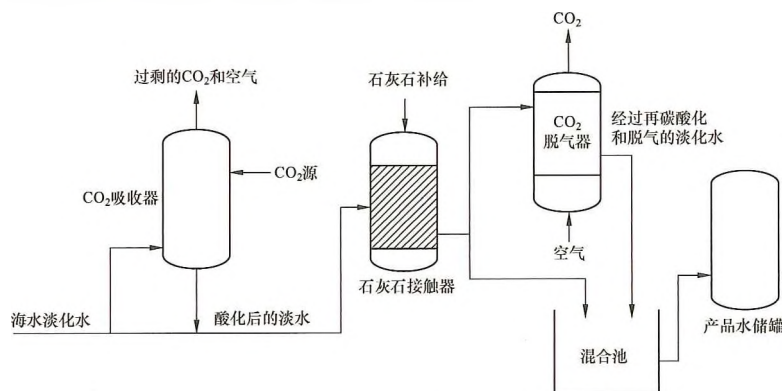 CO₂
过剩的CO₂和空气
石灰石补给
CO₂
脱气器
经过再碳酸化
和脱气的淡化水
CO₂源
CO₂吸收器
空气
石灰石接触器
海水淡化水
酸化后的淡水
产品水储罐
混合池